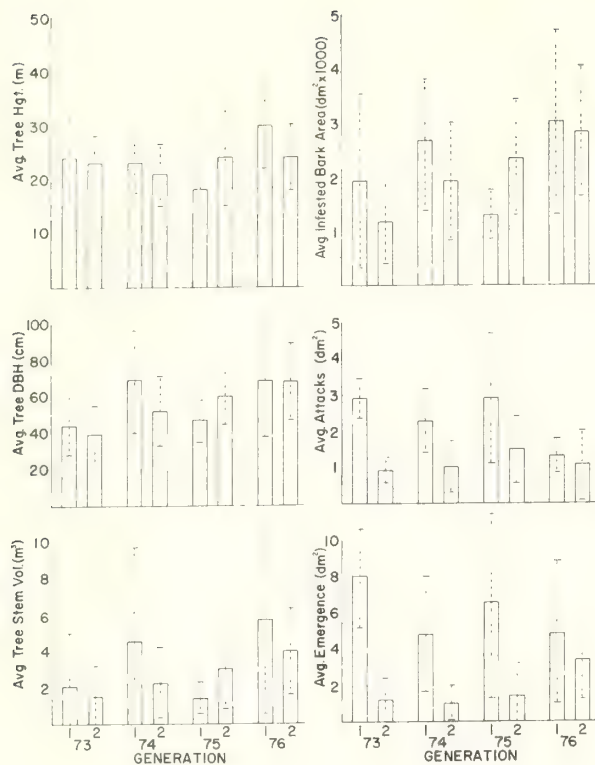 Avg. Tree Hgt. (m)
50
40
30
20
10
Avg Infested Bark Area (dm² x 1000)
5
4
3
2
1
Avg. Tree DBH (cm)
100
80
60
40
20
Avg. Attacks (dm²)
5
4
3
2
1
Avg Tree Stem Vol. (m³)
10
8
6
4
2
1 2 1 2 1 2 1 2
73 74 75 76
GENERATION
Avg. Emergence (dm²)
10
8
6
4
2
1 2 1 2 1 2 1 2
73 74 75 76
GENERATION